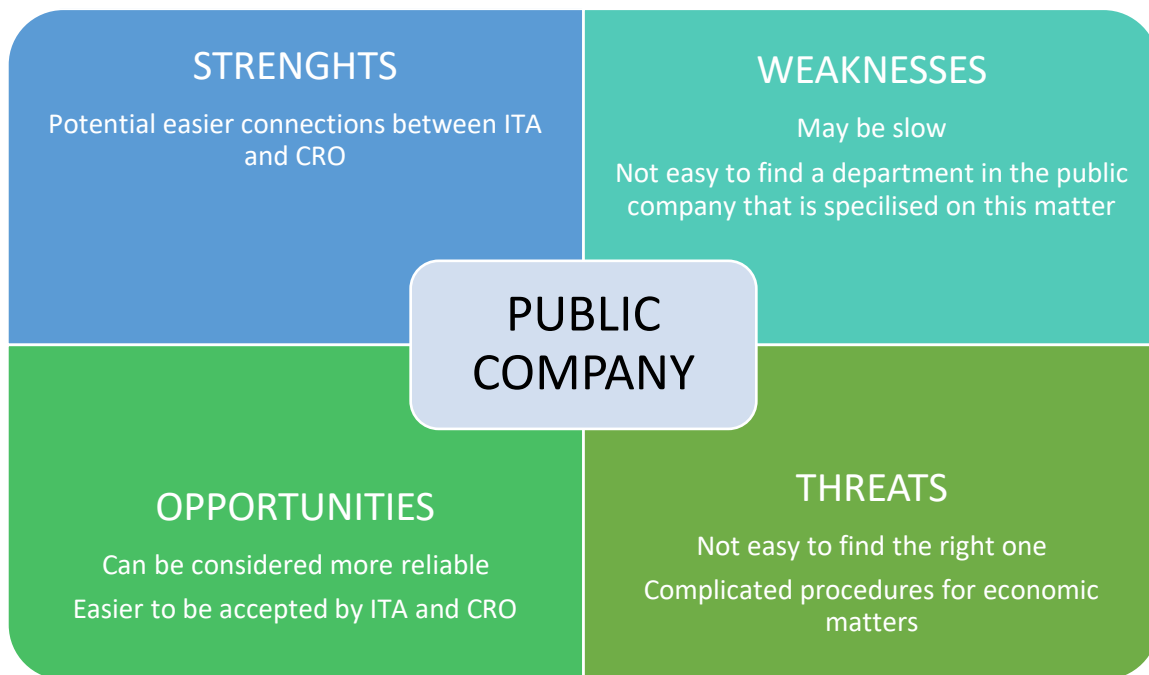 STRENGHTS
Potential easier connections between ITA
and CRO
WEAKNESSES
May be slow
Not easy to find a department in the public
company that is specilised on this matter
PUBLIC
COMPANY
OPPORTUNITIES
Can be considered more reliable
Easier to be accepted by ITA and CRO
THREATS
Not easy to find the right one
Complicated procedures for economic
matters